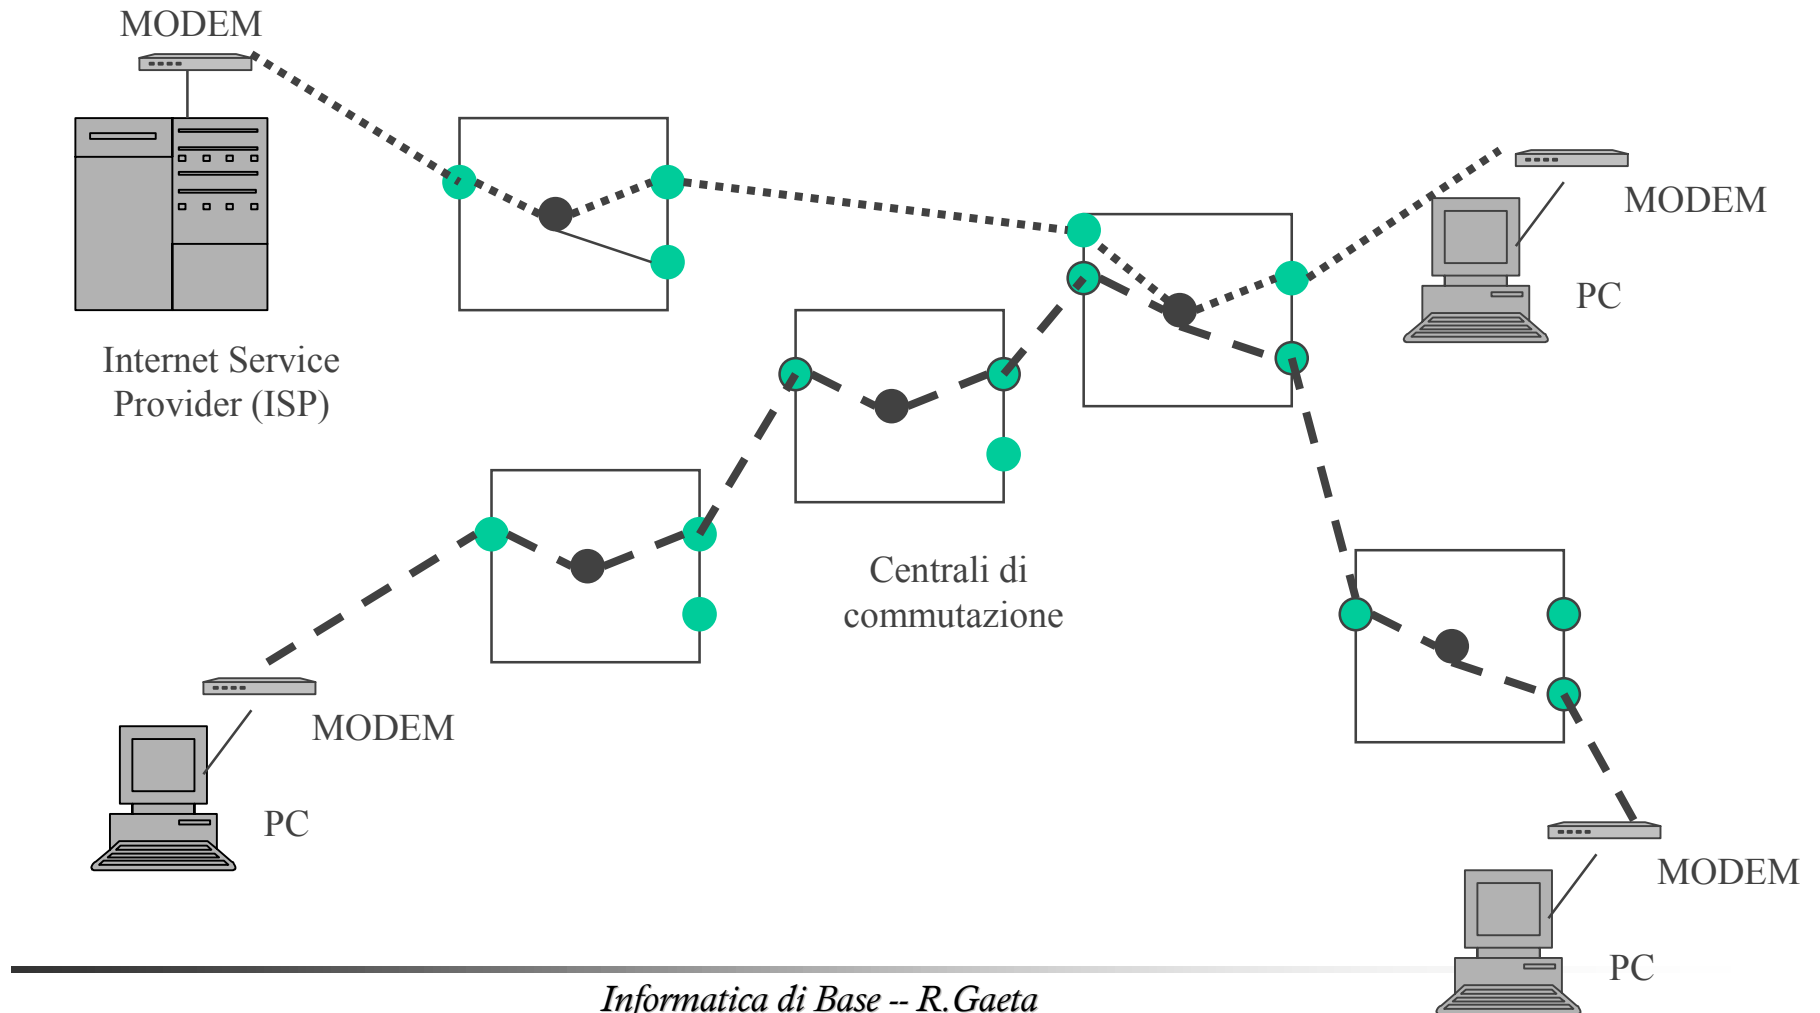 MODEM
MODEM
PC
Internet Service
Provider (ISP)
Centrali di
commutazione
MODEM
PC
MODEM
PC
Informatica di Base -- R.Gaeta